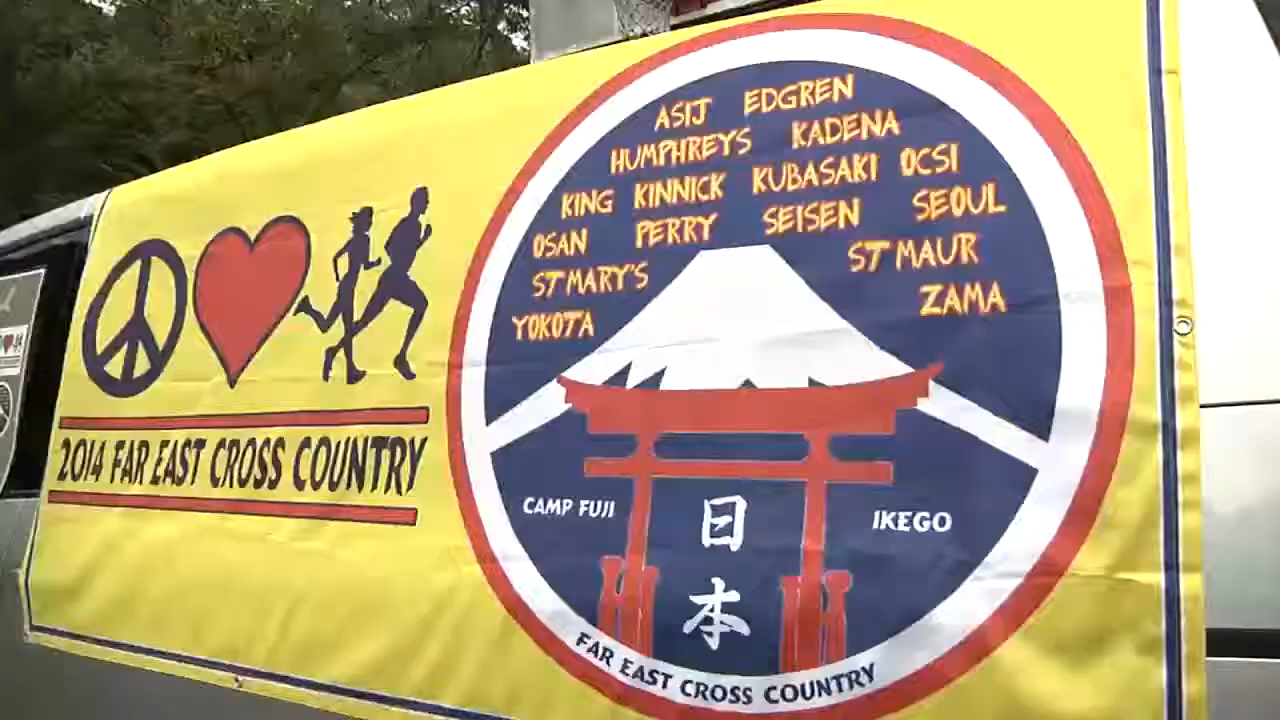 2014 FAR EAST CROSS COUNTRY
ASIJ EDGREN
HUMPHREYS KADENA
KING KINNICK KUBASAKI OCSI
OSAN PERRY SEISEN SEOUL
ST MARY'S ST MAUR
YOKOTA ZAMA
CAMP FUJI
IKEGO
日
本
FAR EAST CROSS COUNTRY